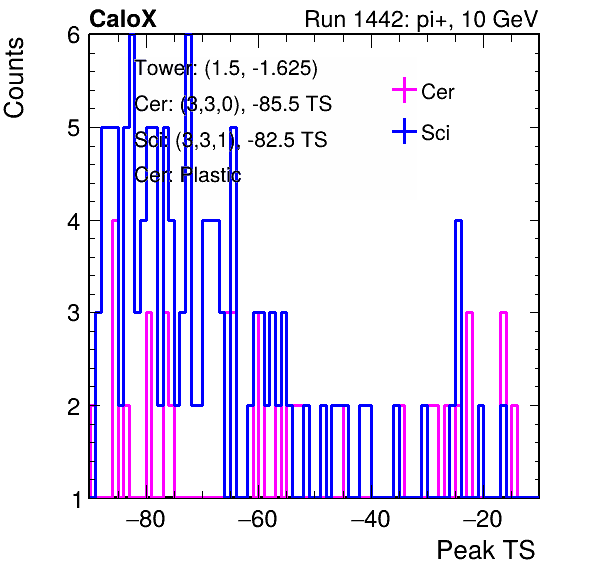 CaloX Run 1442: pi+, 10 GeV
Counts
Tower: (1.5, -1.625)
Cer: (3,3,0), -85.5 TS
Sci: (3,3,1), -82.5 TS
Cer: Plastic
Cer
Sci
6
5
4
3
2
1
−80 −60 −40 −20
Peak TS